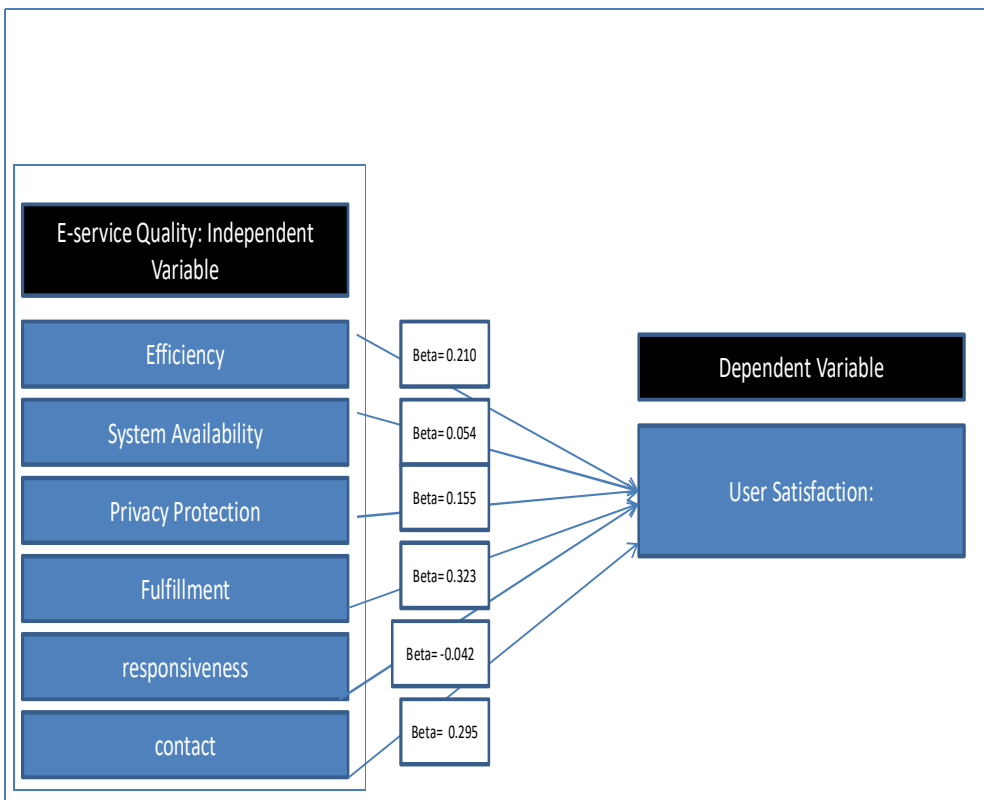 E-service Quality: Independent
Variable
Efficiency
System Availability
Privacy Protection
Fulfillment
responsiveness
contact
Beta= 0.210
Beta= 0.054
Beta= 0.155
Beta= 0.323
Beta= -0.042
Beta= 0.295
Dependent Variable
User Satisfaction: